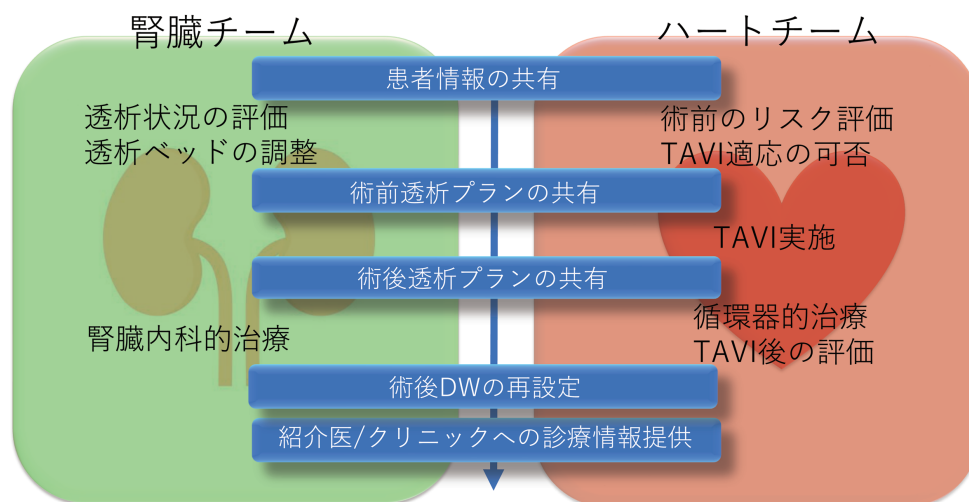 腎臓チーム
ハートチーム
患者情報の共有
透析状況の評価
透析ベッドの調整
術前のリスク評価
TAVI適応の可否
術前透析プランの共有
TAVI実施
術後透析プランの共有
腎臓内科的治療
循環器的治療
TAVI後の評価
術後DWの再設定
紹介医/クリニックへの診療情報提供